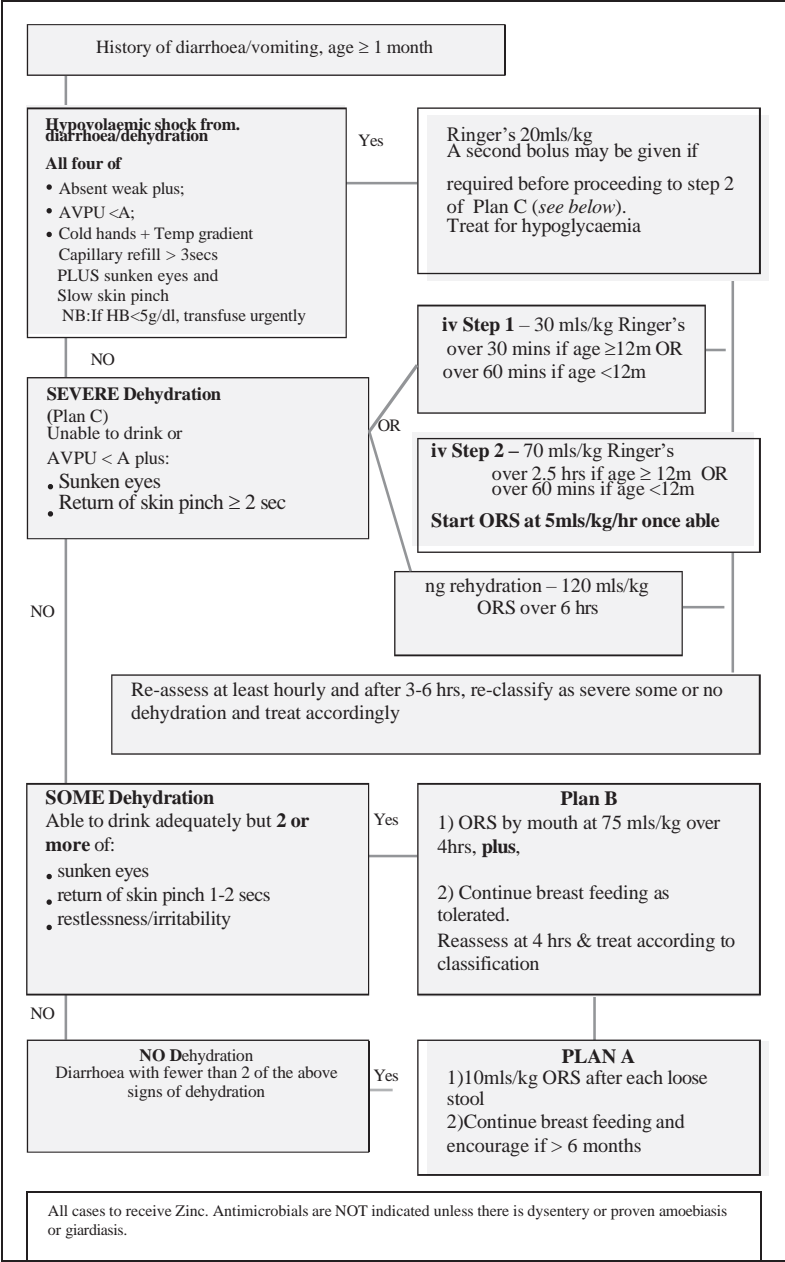 History of diarrhoea/vomiting, age ≥ 1 month
Hypovolaemic shock from.
diarrhoea/dehydration
All four of
• Absent weak plus;
• AVPU <A;
• Cold hands + Temp gradient
Capillary refill > 3secs
PLUS sunken eyes and
Slow skin pinch
NB:If HB<5g/dl, transfuse urgently
Yes
Ringer's 20mls/kg
A second bolus may be given if
required before proceeding to step 2
of Plan C (see below).
Treat for hypoglycaemia
NO
iv Step 1 – 30 mls/kg Ringer's
over 30 mins if age ≥12m OR
over 60 mins if age <12m
SEVERE Dehydration
(Plan C)
Unable to drink or
AVPU < A plus:
• Sunken eyes
• Return of skin pinch ≥ 2 sec
•
OR
iv Step 2 – 70 mls/kg Ringer's
over 2.5 hrs if age ≥ 12m OR
over 60 mins if age <12m
Start ORS at 5mls/kg/hr once able
ng rehydration – 120 mls/kg
ORS over 6 hrs
NO
Re-assess at least hourly and after 3-6 hrs, re-classify as severe some or no
dehydration and treat accordingly
SOME Dehydration
Able to drink adequately but 2 or
more of:
• sunken eyes
• return of skin pinch 1-2 secs
• restlessness/irritability
Yes
Plan B
1) ORS by mouth at 75 mls/kg over
4hrs, plus,
2) Continue breast feeding as
tolerated.
Reassess at 4 hrs & treat according to
classification
NO
NO Dehydration
Diarrhoea with fewer than 2 of the above
signs of dehydration
Yes
PLAN A
1)10mls/kg ORS after each loose
stool
2)Continue breast feeding and
encourage if > 6 months
All cases to receive Zinc. Antimicrobials are NOT indicated unless there is dysentery or proven amoebiasis
or giardiasis.